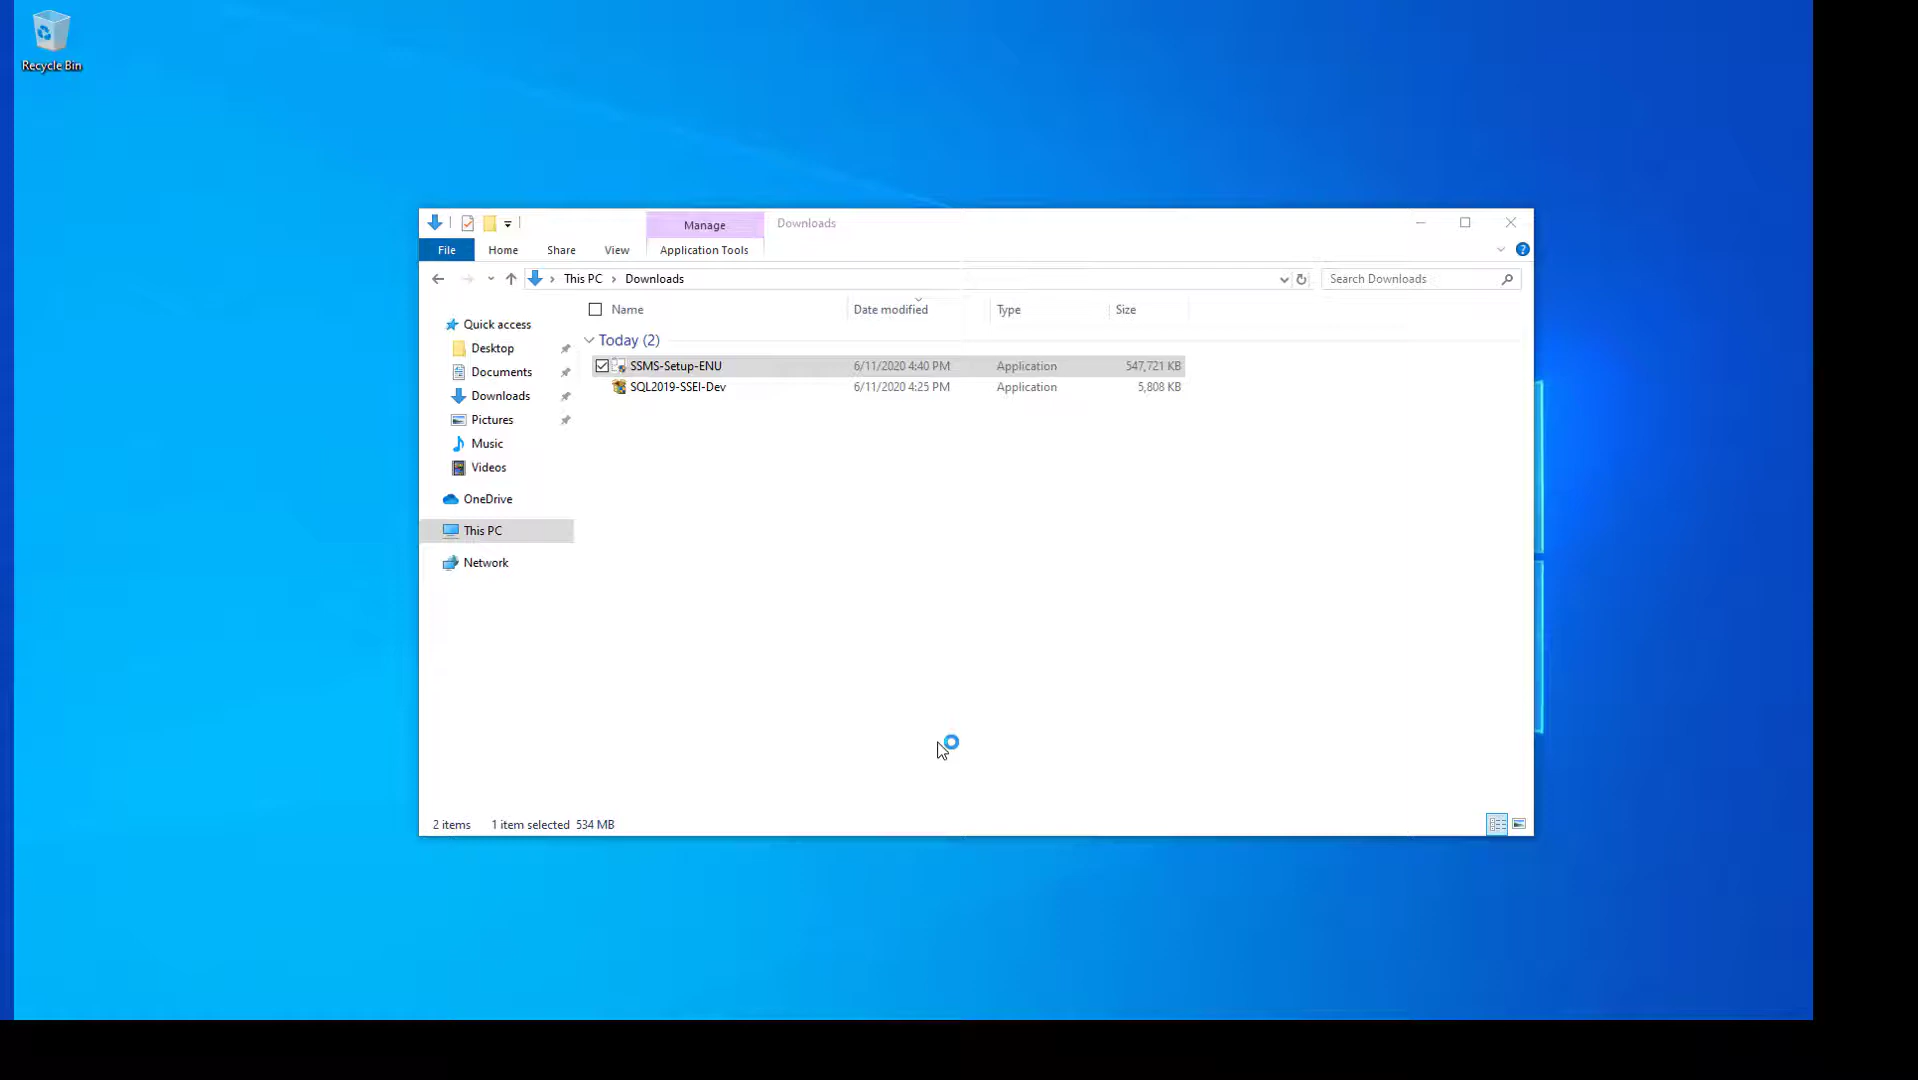 Recycle Bin
Manage
Downloads
File
Home
Share
View
Application Tools
This PC
Downloads
Search Downloads
Name
Date modified
Type
Size
Quick access
Desktop
Documents
Downloads
Pictures
Music
Videos
OneDrive
This PC
Network
Today (2)
SSMS-Setup-ENU 6/11/2020 4:40 PM Application 547,721 KB
SQL2019-SSEI-Dev 6/11/2020 4:25 PM Application 5,808 KB
2 items 1 item selected 534 MB